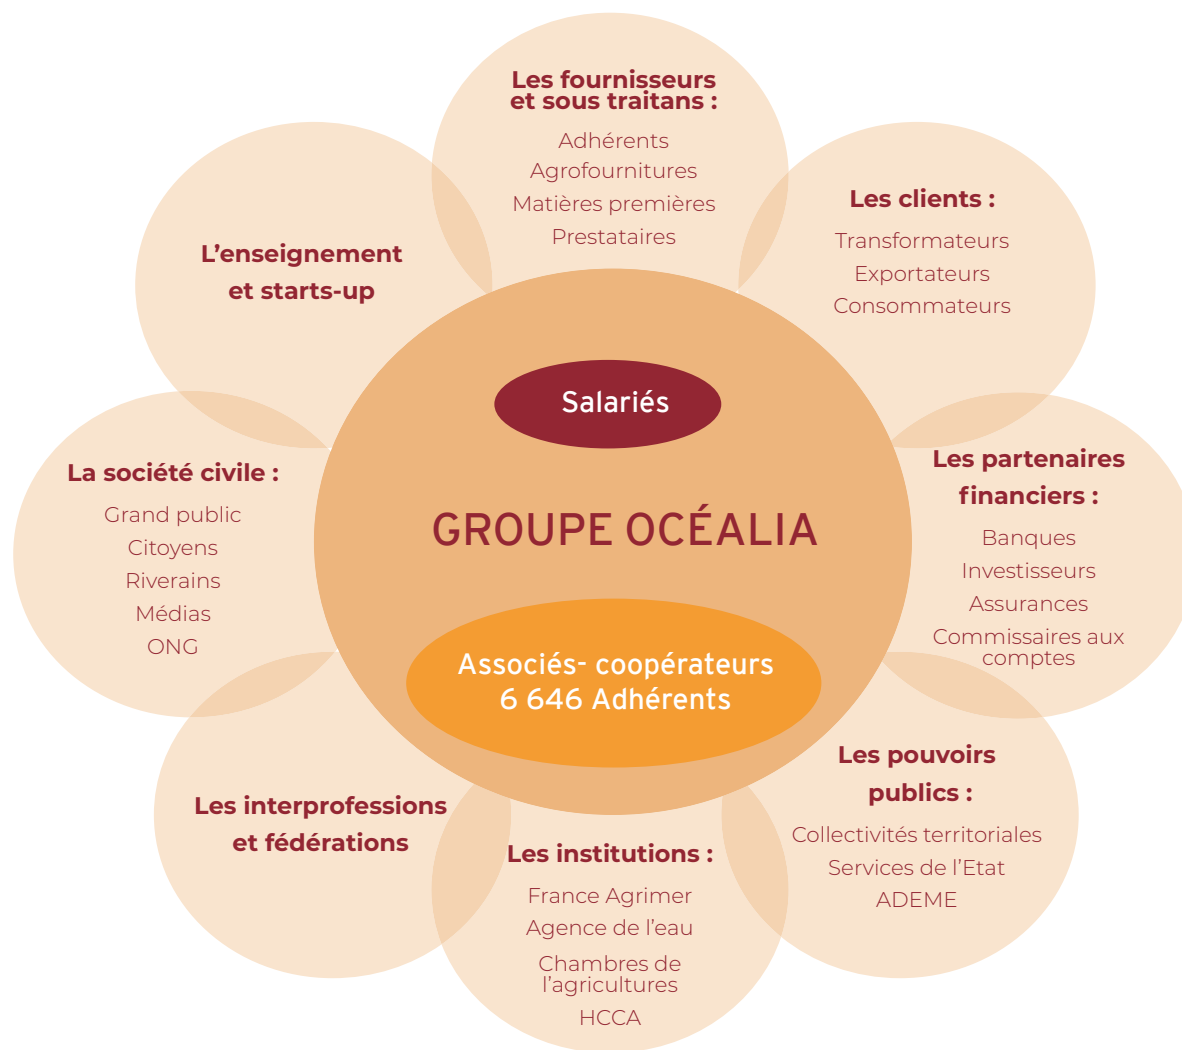 Les fournisseurs
et sous traitans :
Adhérents
Agrofournitures
Matières premières
Prestataires
Les clients :
Transformateurs
Exportateurs
Consommateurs
L'enseignement
et starts-up
Salariés
GROUPE OCÉALIA
Associés- coopérateurs
6 646 Adhérents
La société civile :
Grand public
Citoyens
Riverains
Médias
ONG
Les partenaires
financiers :
Banques
Investisseurs
Assurances
Commissaires aux
comptes
Les pouvoirs
publics :
Collectivités territoriales
Services de l'Etat
ADEME
Les interprofessions
et fédérations
Les institutions :
France Agrimer
Agence de l'eau
Chambres de
l'agricultures
HCCA